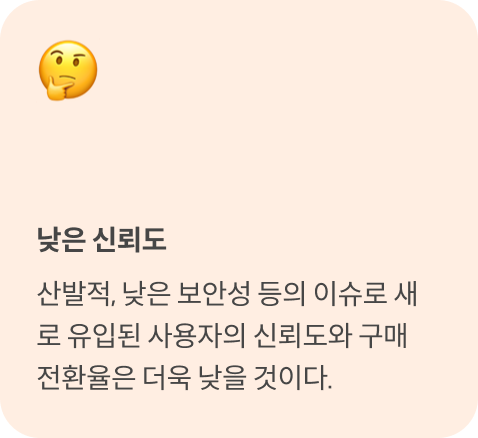 낮은 신뢰도
산발적, 낮은 보안성 등의 이슈로 새
로 유입된 사용자의 신뢰도와 구매
전환율은 더욱 낮을 것이다.